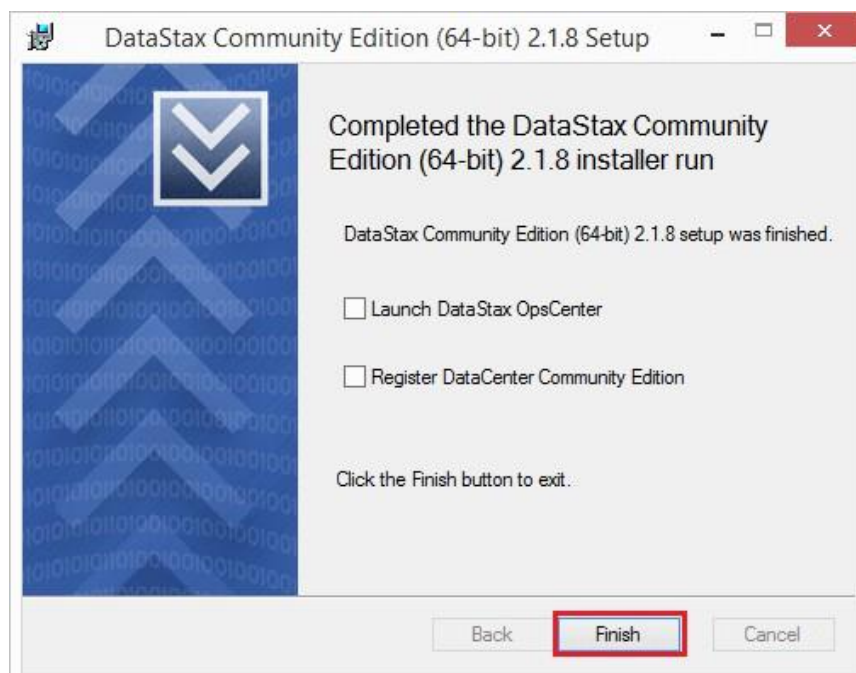 DataStax Community Edition (64-bit) 2.1.8 Setup
Completed the DataStax Community
Edition (64-bit) 2.1.8 installer run
DataStax Community Edition (64-bit) 2.1.8 setup was finished.
Launch DataStax OpsCenter
Register DataCenter Community Edition
Click the Finish button to exit.
Back Finish Cancel